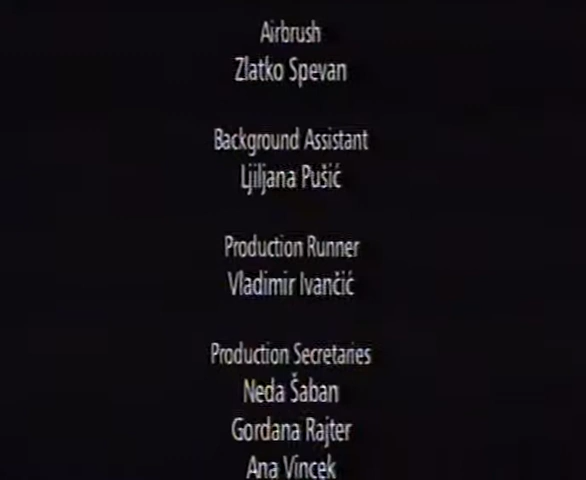 Airbrush
Zlatko Spevan
Background Assistant
Ljiljana Pušić
Production Runner
Vladimir Ivančić
Production Secretaries
Neda Šaban
Gordana Rajter
Ana Vincek